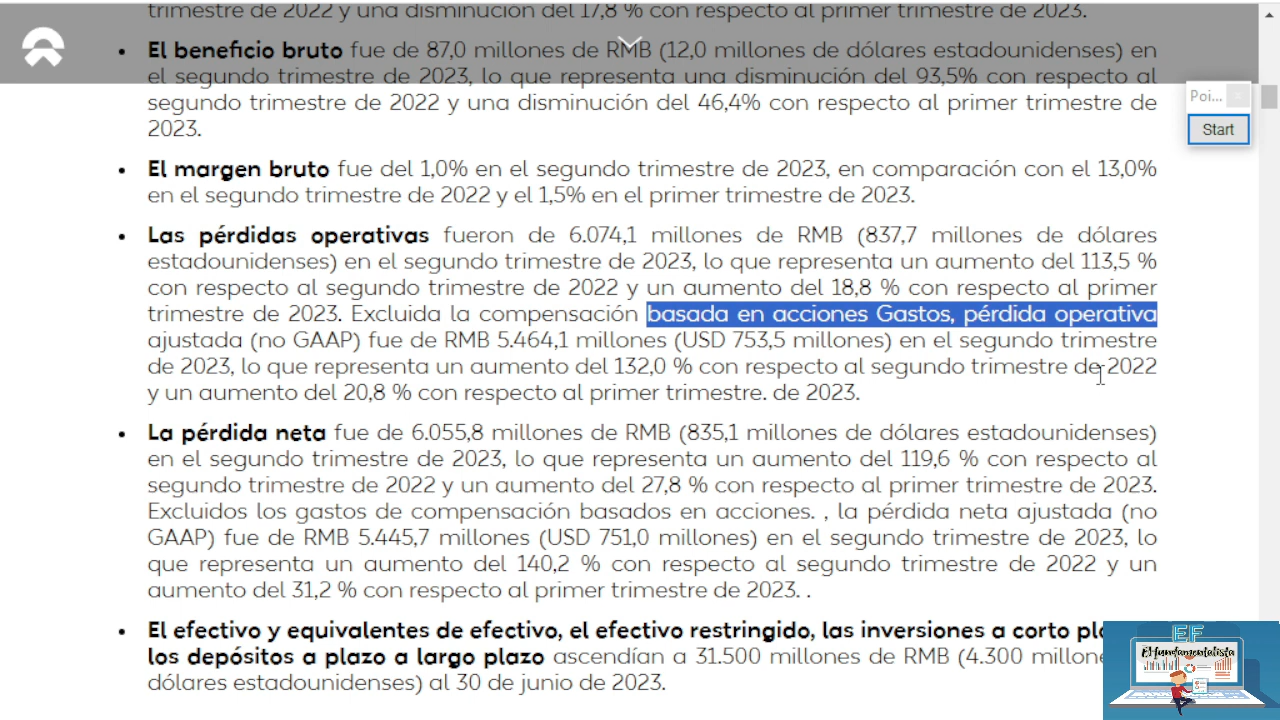 trimestre de 2022 y una disminución del 17,8 % con respecto al primer trimestre de 2023.
• El beneficio bruto fue de 87,0 millones de RMB (12,0 millones de dólares estadounidenses) en
el segundo trimestre de 2023, lo que representa una disminución del 93,5% con respecto al
segundo trimestre de 2022 y una disminución del 46,4% con respecto al primer trimestre de
2023.
Poi...
Start
• El margen bruto fue del 1,0% en el segundo trimestre de 2023, en comparación con el 13,0%
en el segundo trimestre de 2022 y el 1,5% en el primer trimestre de 2023.
• Las pérdidas operativas fueron de 6.074,1 millones de RMB (837,7 millones de dólares
estadounidenses) en el segundo trimestre de 2023, lo que representa un aumento del 113,5 %
con respecto al segundo trimestre de 2022 y un aumento del 18,8 % con respecto al primer
trimestre de 2023. Excluida la compensación basada en acciones Gastos, pérdida operativa
ajustada (no GAAP) fue de RMB 5.464,1 millones (USD 753,5 millones) en el segundo trimestre
de 2023, lo que representa un aumento del 132,0 % con respecto al segundo trimestre de 2022
y un aumento del 20,8 % con respecto al primer trimestre. de 2023.
• La pérdida neta fue de 6.055,8 millones de RMB (835,1 millones de dólares estadounidenses)
en el segundo trimestre de 2023, lo que representa un aumento del 119,6 % con respecto al
segundo trimestre de 2022 y un aumento del 27,8 % con respecto al primer trimestre de 2023.
Excluidos los gastos de compensación basados en acciones. , la pérdida neta ajustada (no
GAAP) fue de RMB 5.445,7 millones (USD 751,0 millones) en el segundo trimestre de 2023, lo
que representa un aumento del 140,2 % con respecto al segundo trimestre de 2022 y un
aumento del 31,2 % con respecto al primer trimestre de 2023. .
• El efectivo y equivalentes de efectivo, el efectivo restringido, las inversiones a corto pla
los depósitos a plazo a largo plazo ascendían a 31.500 millones de RMB (4.300 millone
dólares estadounidenses) al 30 de junio de 2023.
EF
ElFundamentalista